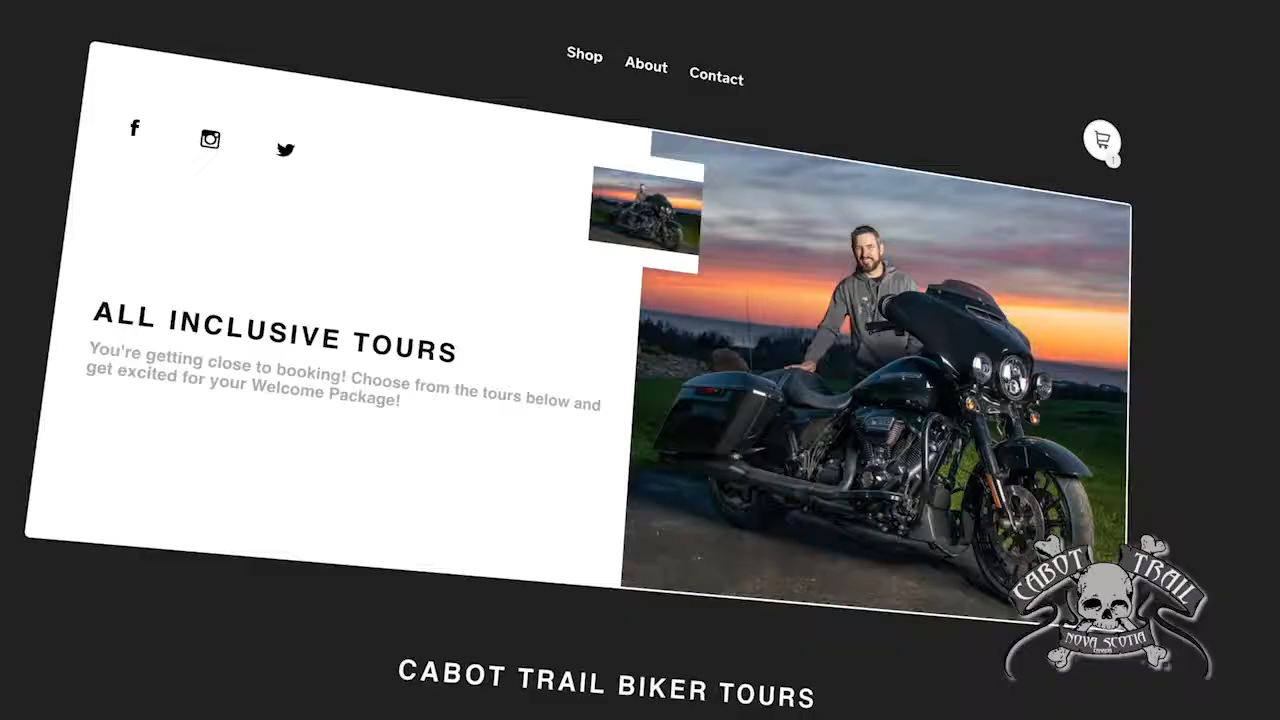 Shop About Contact
1
ALL INCLUSIVE TOURS
You're getting close to booking! Choose from the tours below and
get excited for your Welcome Package!
CABOT TRAIL
NOVA SCOTIA
CABOT TRAIL BIKER TOURS